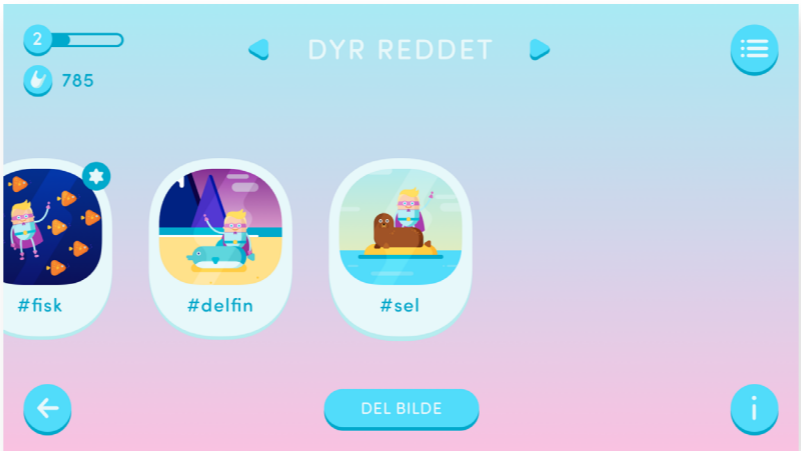 2
DYR REDDET
785
#fisk
#delfin
#sel
DEL BILDE